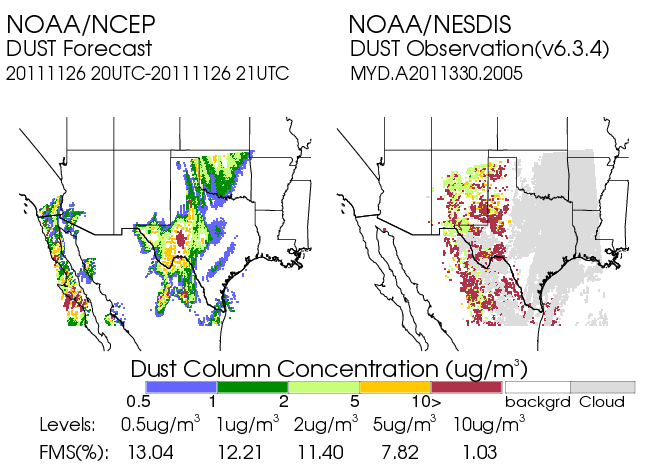 NOAA/NCEP
DUST Forecast
20111126 20UTC-20111126 21UTC
NOAA/NESDIS
DUST Observation(v6.3.4)
MYD.A2011330.2005
Dust Column Concentration (ug/m³)
0.5 1 2 5 10> backgrd Cloud
Levels: 0.5ug/m³ 1ug/m³ 2ug/m³ 5ug/m³ 10ug/m³
FMS(%): 13.04 12.21 11.40 7.82 1.03